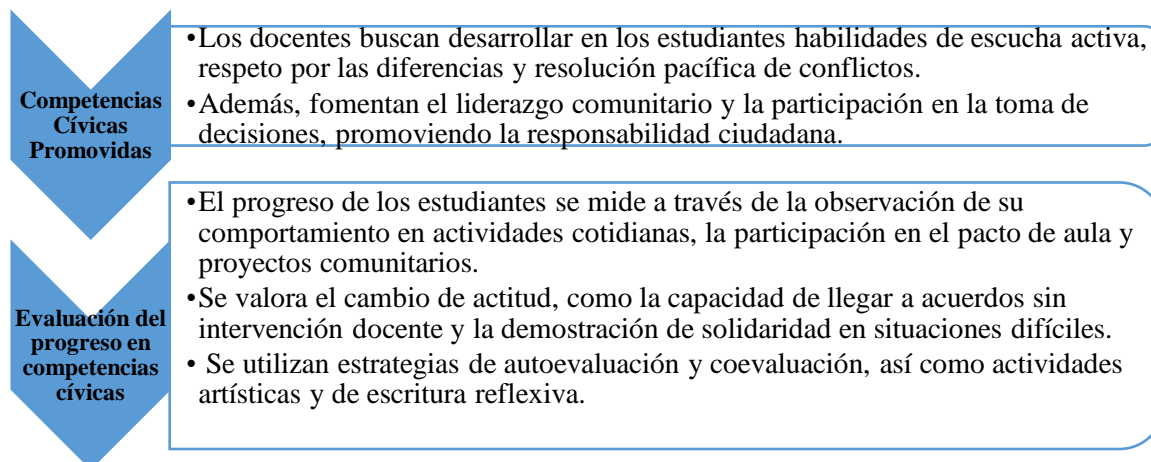 Competencias
Cívicas
Promovidas
•Los docentes buscan desarrollar en los estudiantes habilidades de escucha activa,
respeto por las diferencias y resolución pacífica de conflictos.
•Además, fomentan el liderazgo comunitario y la participación en la toma de
decisiones, promoviendo la responsabilidad ciudadana.
Evaluación del
progreso en
competencias
cívicas
•El progreso de los estudiantes se mide a través de la observación de su
comportamiento en actividades cotidianas, la participación en el pacto de aula y
proyectos comunitarios.
•Se valora el cambio de actitud, como la capacidad de llegar a acuerdos sin
intervención docente y la demostración de solidaridad en situaciones difíciles.
• Se utilizan estrategias de autoevaluación y coevaluación, así como actividades
artísticas y de escritura reflexiva.